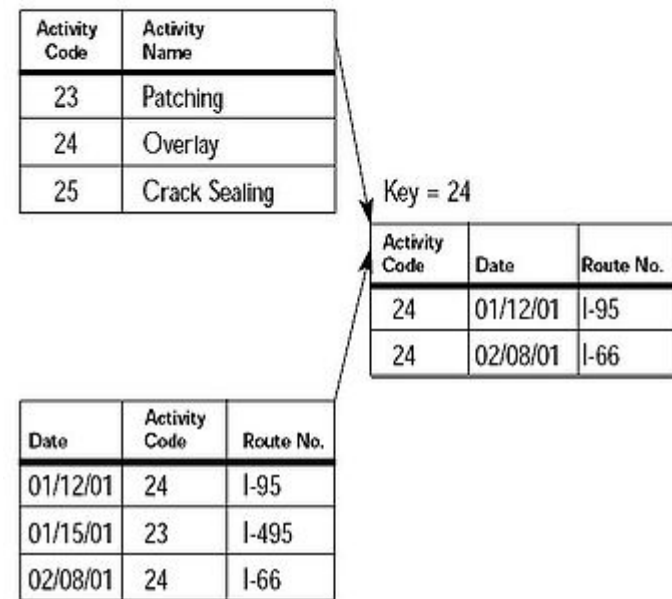 Activity Code Activity Name
23 Patching
24 Overlay
25 Crack Sealing
Key = 24
Activity Code Date Route No.
24 01/12/01 I-95
24 02/08/01 I-66
Date Activity Code Route No.
01/12/01 24 I-95
01/15/01 23 I-495
02/08/01 24 I-66